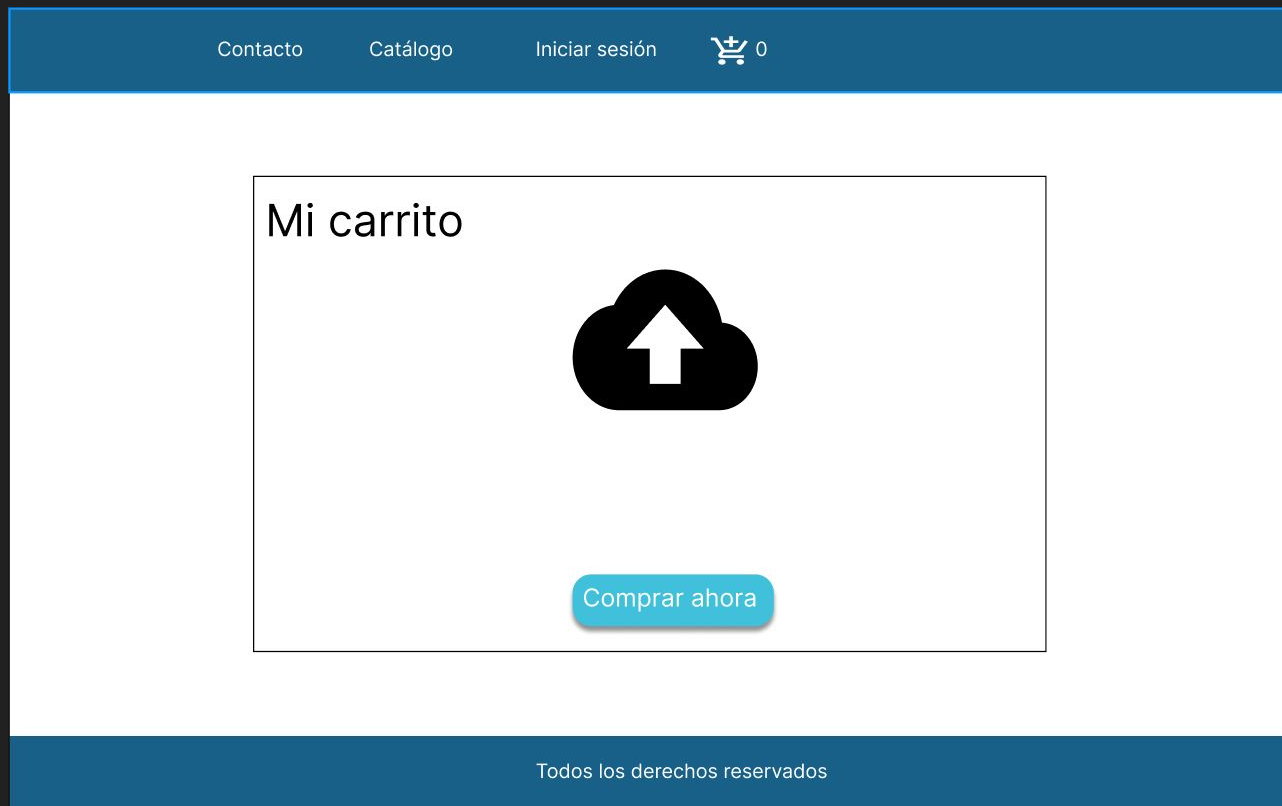 Contacto
Catálogo
Iniciar sesión
0
Mi carrito
Comprar ahora
Todos los derechos reservados